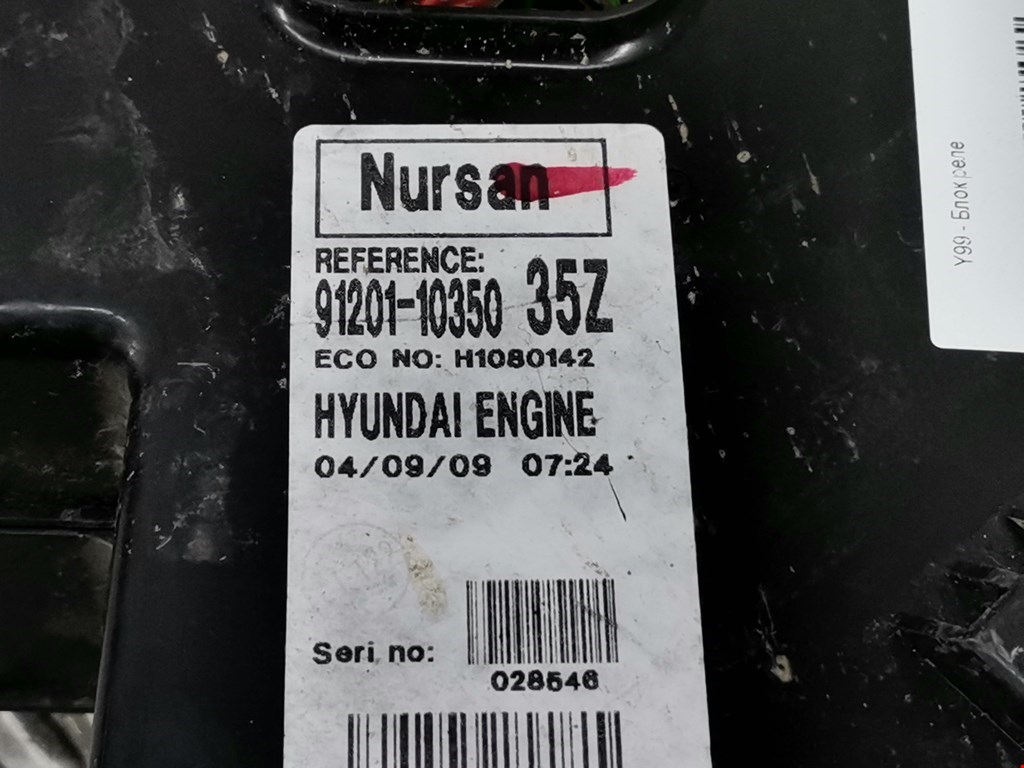 Nursan
REFERENCE:
91201-10350 35Z
ECO NO: H1080142
HYUNDAI ENGINE
04/09/09 07:24
Seri no:
028546
Y99 - Блок реле